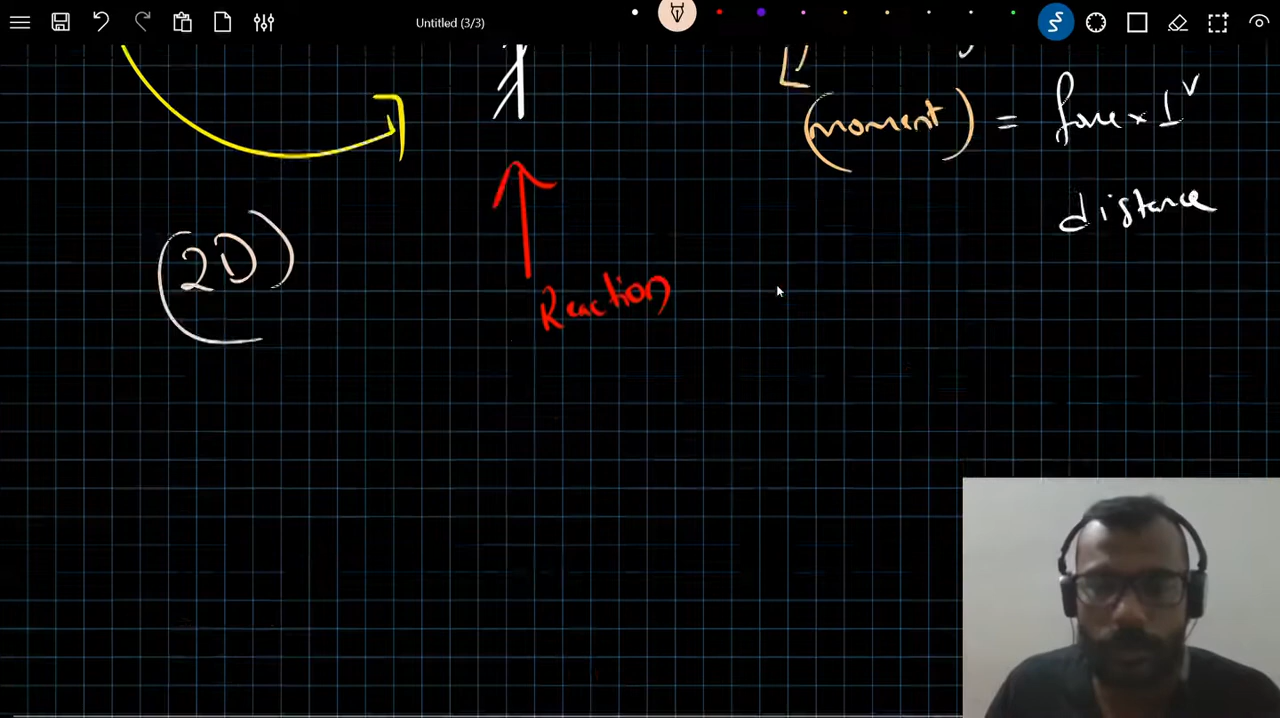 Untitled (3/3)
(moment) = force × ⊥r
distance
(2D)
Reaction